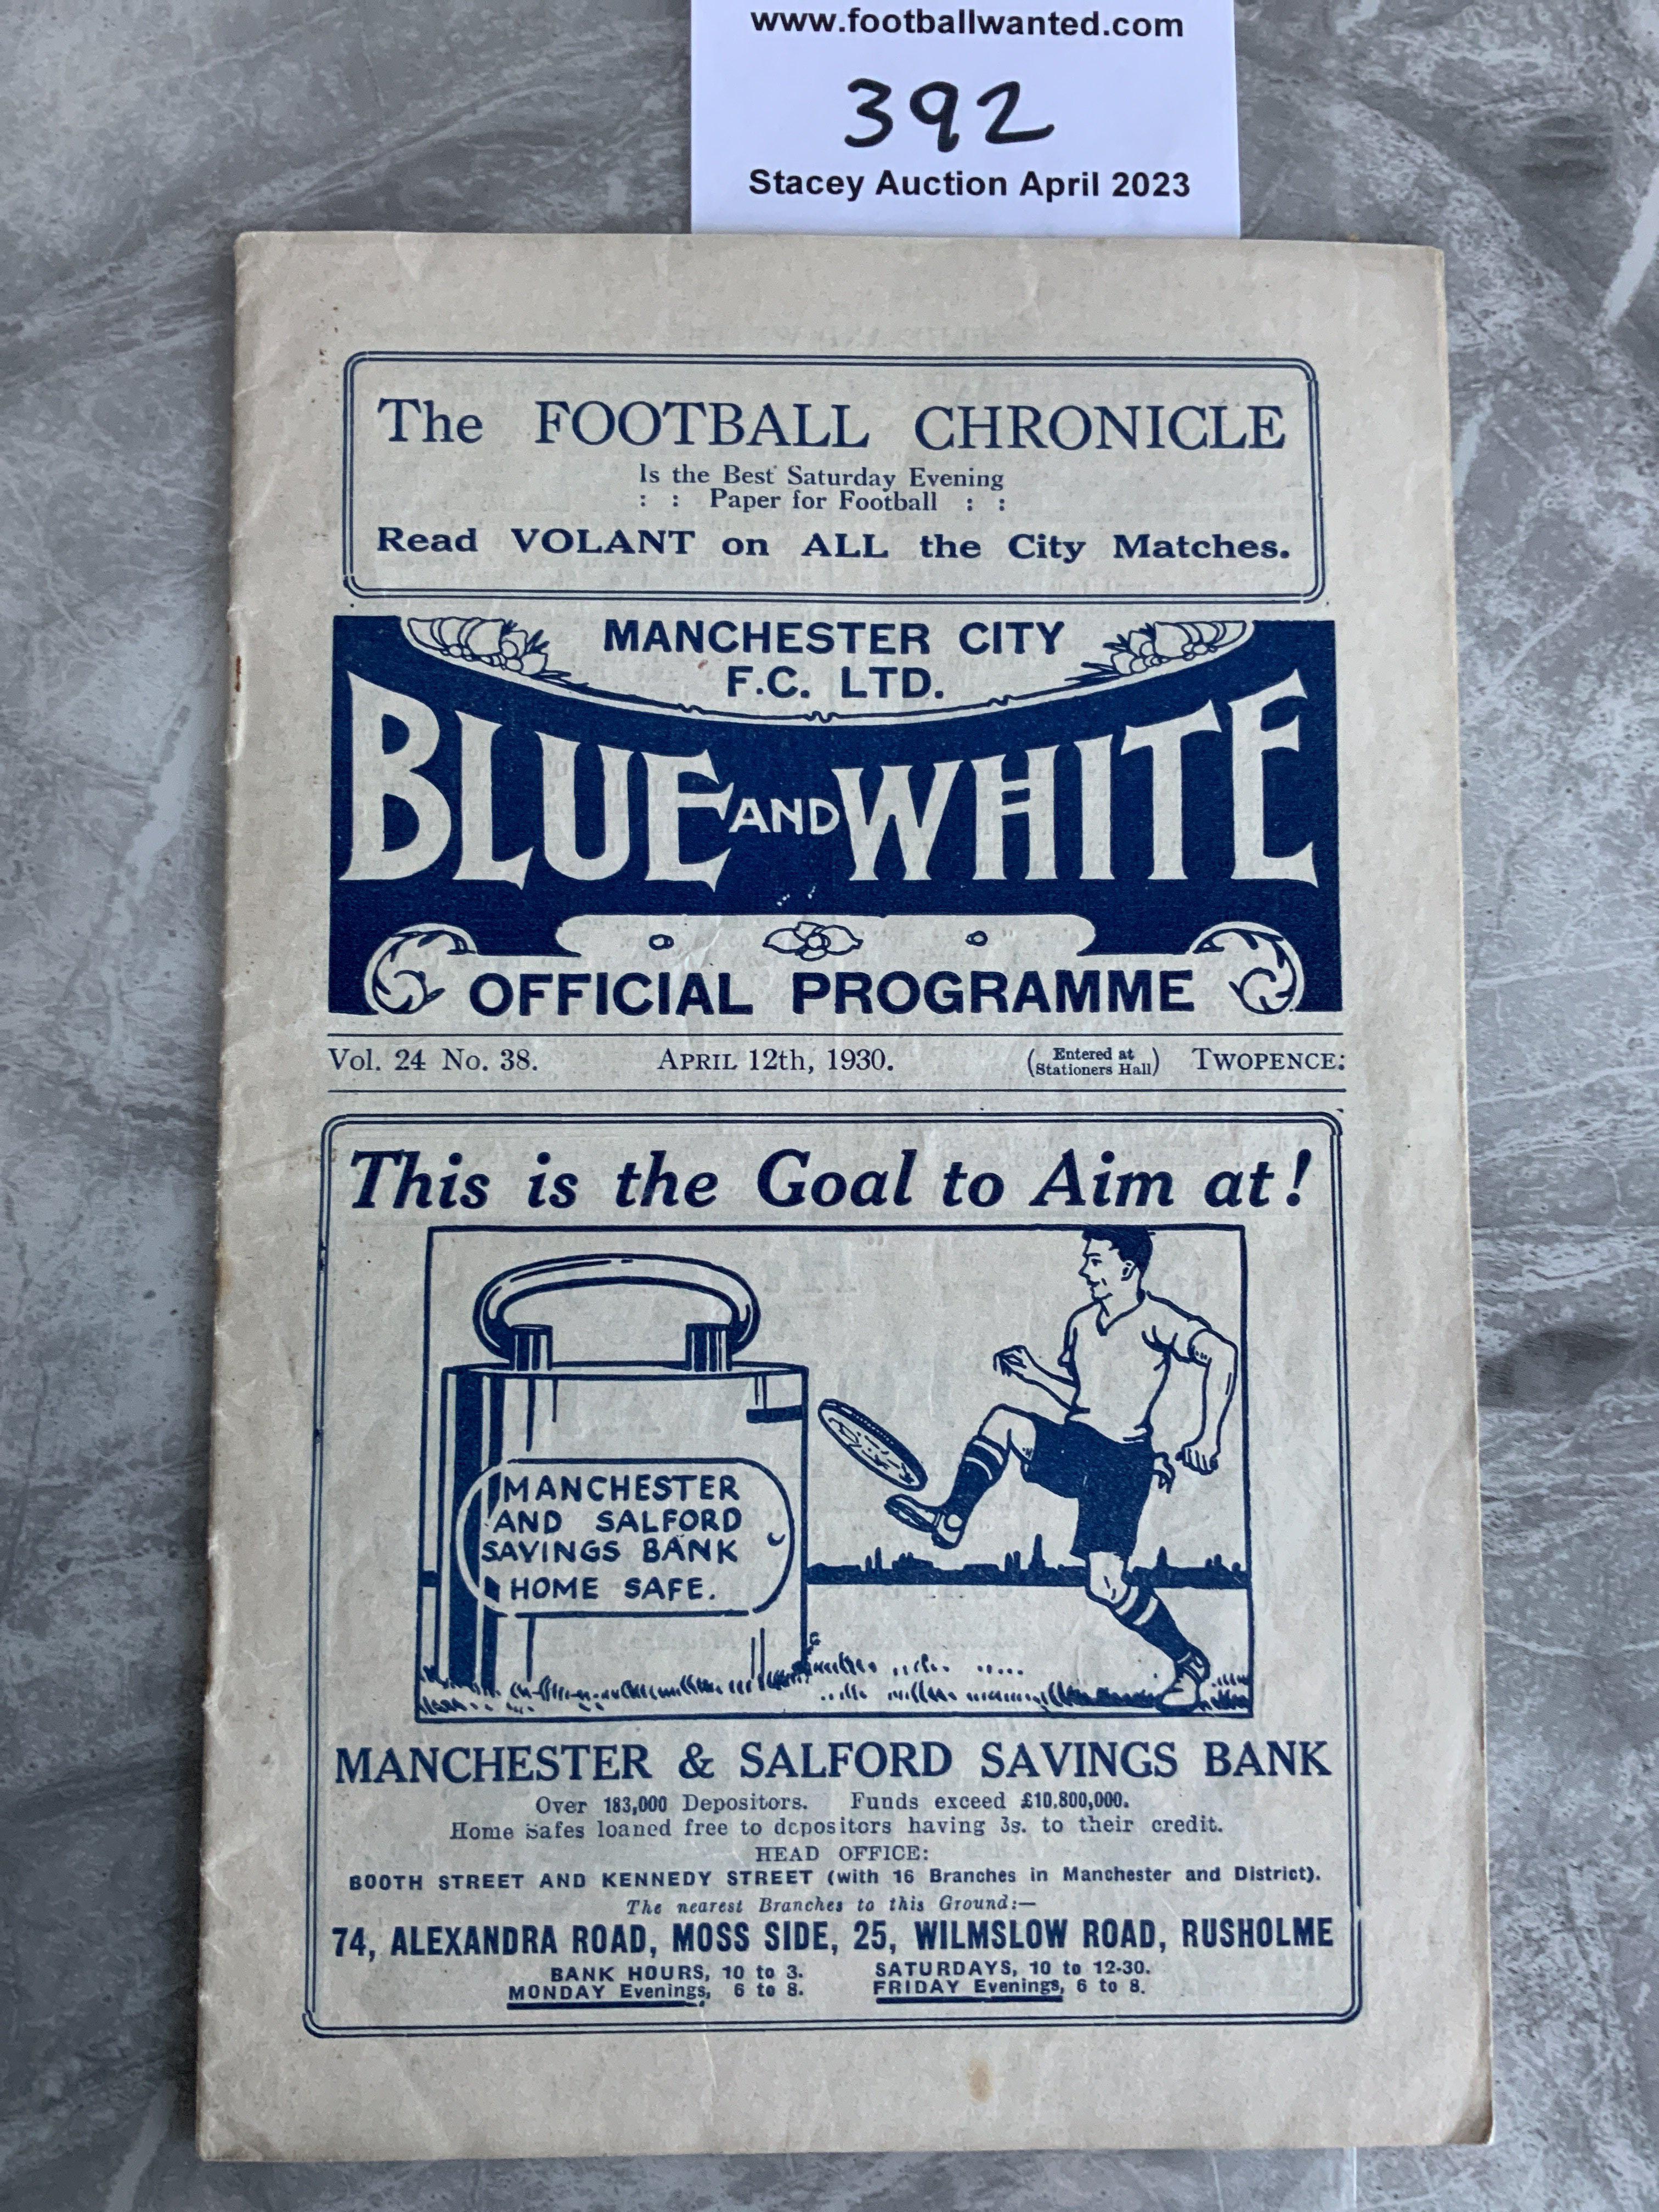 www.footballwanted.com
392
Stacey Auction April 2023
The FOOTBALL CHRONICLE
Is the Best Saturday Evening
: : Paper for Football : :
Read VOLANT on ALL the City Matches.
MANCHESTER CITY
F.C. LTD.
BLUE AND WHITE
OFFICIAL PROGRAMME
Vol. 24 No. 38. APRIL 12th, 1930. (Entered at Stationers Hall) TWOPENCE:
This is the Goal to Aim at!
MANCHESTER
AND SALFORD
SAVINGS BANK
HOME SAFE.
MANCHESTER & SALFORD SAVINGS BANK
Over 183,000 Depositors. Funds exceed £10,800,000.
Home Safes loaned free to depositors having 3s. to their credit.
HEAD OFFICE:
BOOTH STREET AND KENNEDY STREET (with 16 Branches in Manchester and District).
The nearest Branches to this Ground:—
74, ALEXANDRA ROAD, MOSS SIDE, 25, WILMSLOW ROAD, RUSHOLME
BANK HOURS, 10 to 3. SATURDAYS, 10 to 12-30.
MONDAY Evenings, 6 to 8. FRIDAY Evenings, 6 to 8.